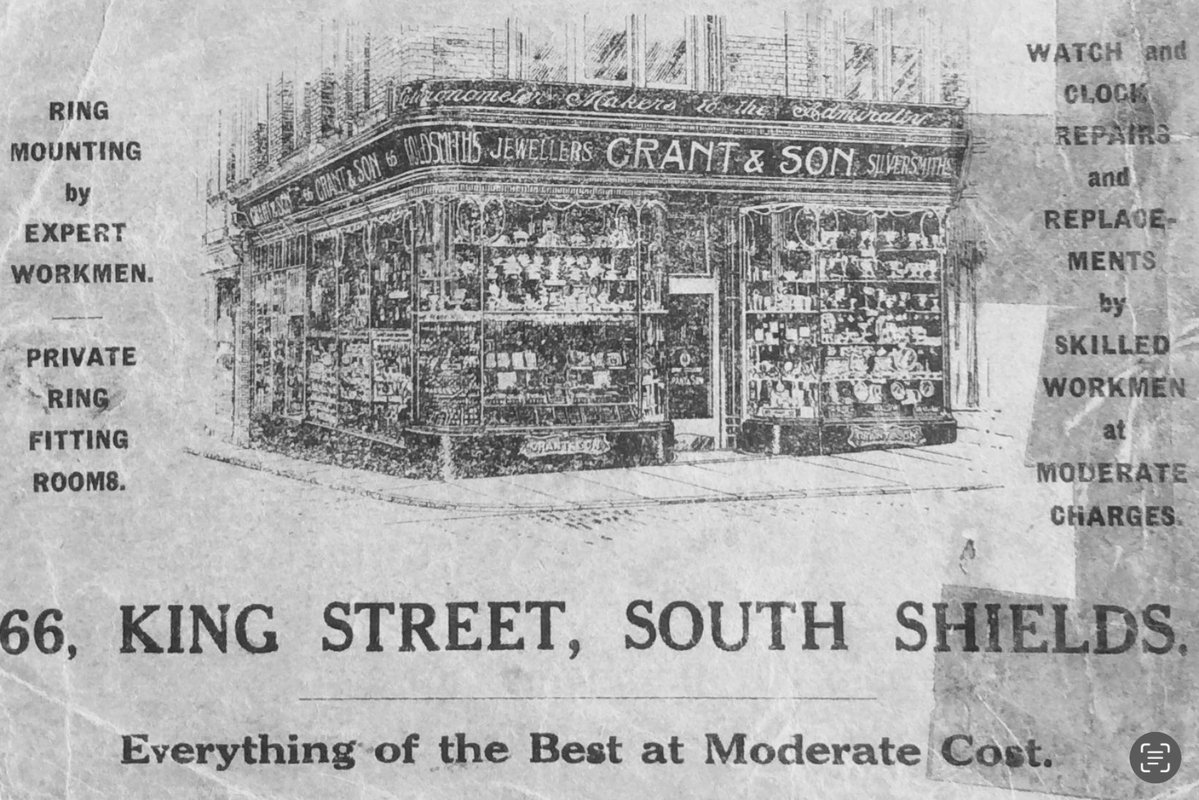 RING
MOUNTING
by
EXPERT
WORKMEN.
PRIVATE
RING
FITTING
ROOMS.
Chronometer Makers to the Admiralty
GRANT & SON
GOLDSMITHS JEWELLERS GRANT & SON SILVERSMITHS
GRANT & SON
GRANT & SON
WATCH and
CLOCK
REPAIRS
and
REPLACE-
MENTS
by
SKILLED
WORKMEN
at
MODERATE
CHARGES.
66, KING STREET, SOUTH SHIELDS.
Everything of the Best at Moderate Cost.